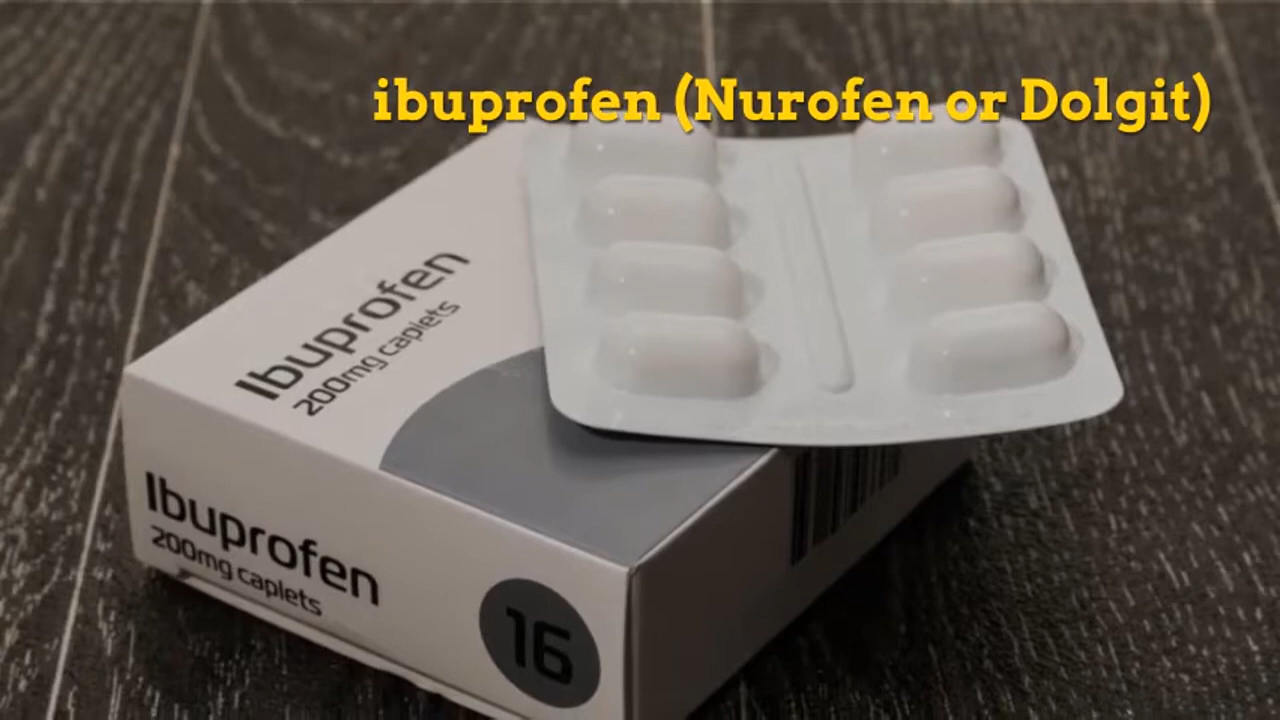 ibuprofen (Nurofen or Dolgit)
Ibuprofen
200mg caplets
Ibuprofen
200mg caplets
16